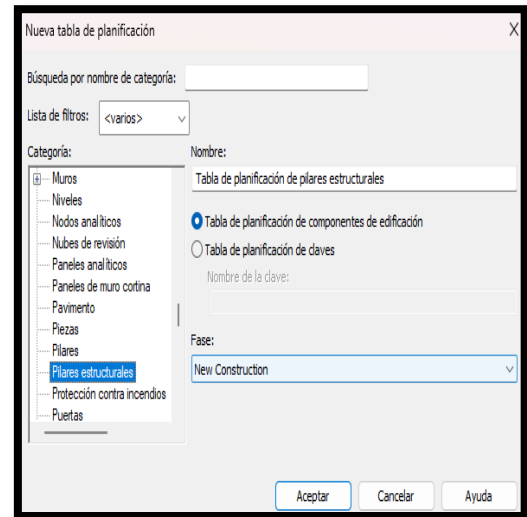 Nueva tabla de planificación
X
Búsqueda por nombre de categoría:
Lista de filtros: <varios>
Categoría:
Muros
Niveles
Nodos analíticos
Nubes de revisión
Paneles analíticos
Paneles de muro cortina
Pavimento
Piezas
Pilares
Pilares estructurales
Protección contra incendios
Puertas
Nombre:
Tabla de planificación de pilares estructurales
Tabla de planificación de componentes de edificación
Tabla de planificación de claves
Nombre de la clave:
Fase:
New Construction
Aceptar Cancelar Ayuda